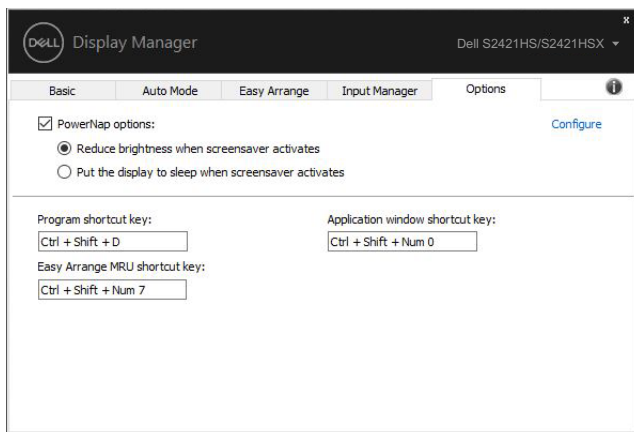 x
DELL Display Manager
Dell S2421HS/S2421HSX
Basic Auto Mode Easy Arrange Input Manager Options
PowerNap options: Configure
Reduce brightness when screensaver activates
Put the display to sleep when screensaver activates
Program shortcut key: Application window shortcut key:
Ctrl + Shift + D Ctrl + Shift + Num 0
Easy Arrange MRU shortcut key:
Ctrl + Shift + Num 7